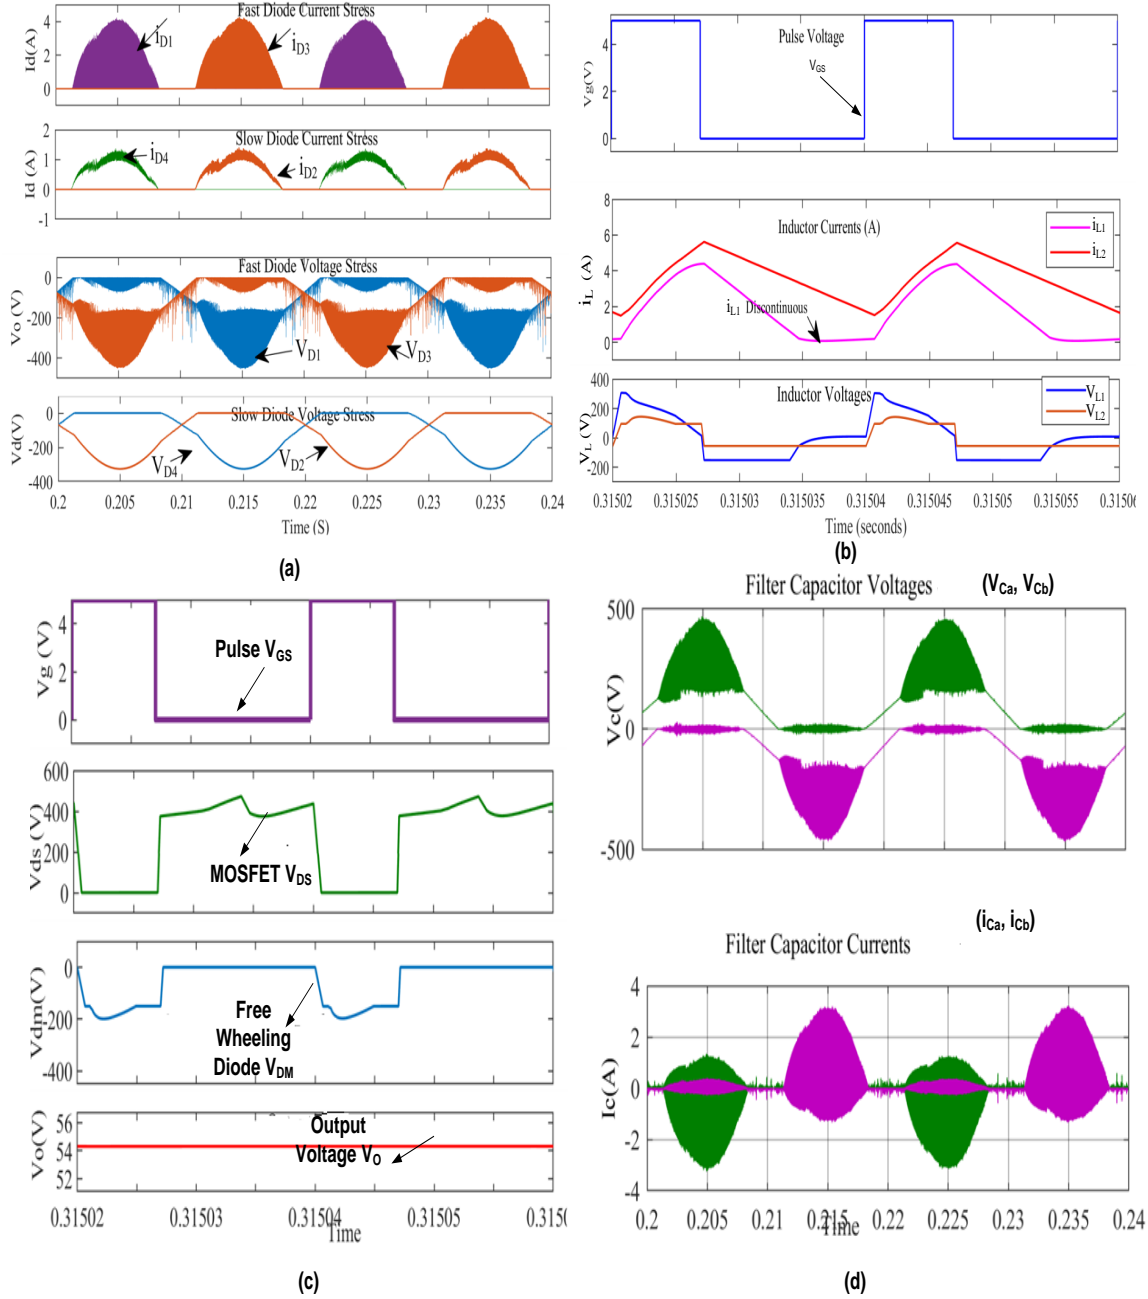 Fast Diode Current Stress
Id(A)
4
2
0
iD1
iD3
Slow Diode Current Stress
Id (A)
2
1
0
-1
iD4
iD2
Fast Diode Voltage Stress
Vo (V)
0
-200
-400
VD1
VD3
Slow Diode Voltage Stress
Vd(V)
0
-200
-400
VD4
VD2
0.2 0.205 0.21 0.215 0.22 0.225 0.23 0.235 0.24
Time (S)
(a)
Pulse Voltage
VGS
Vg(V)
4
2
0
Inductor Currents (A)
iL (A)
8
6
4
2
0
iL1
iL2
iL1 Discontinuous
Inductor Voltages
VL(V)
400
200
0
-200
VL1
VL2
0.31502 0.315025 0.31503 0.315035 0.31504 0.315045 0.31505 0.315055 0.31506
Time (seconds)
(b)
Vg (V)
4
2
0
Pulse VGS
Vds (V)
600
400
200
0
MOSFET VDS
Vdm(V)
0
-200
-400
Free
Wheeling
Diode VDM
Vo(V)
56
54
52
Output
Voltage VO
0.31502 0.31503 0.31504 0.31505
Time
(c)
Filter Capacitor Voltages
(VCa, VCb)
Vc(V)
500
0
-500
(iCa, iCb)
Filter Capacitor Currents
Ic(A)
4
2
0
-2
-4
0.2 0.205 0.21 0.215 0.22 0.225 0.23 0.235 0.24
Time
(d)